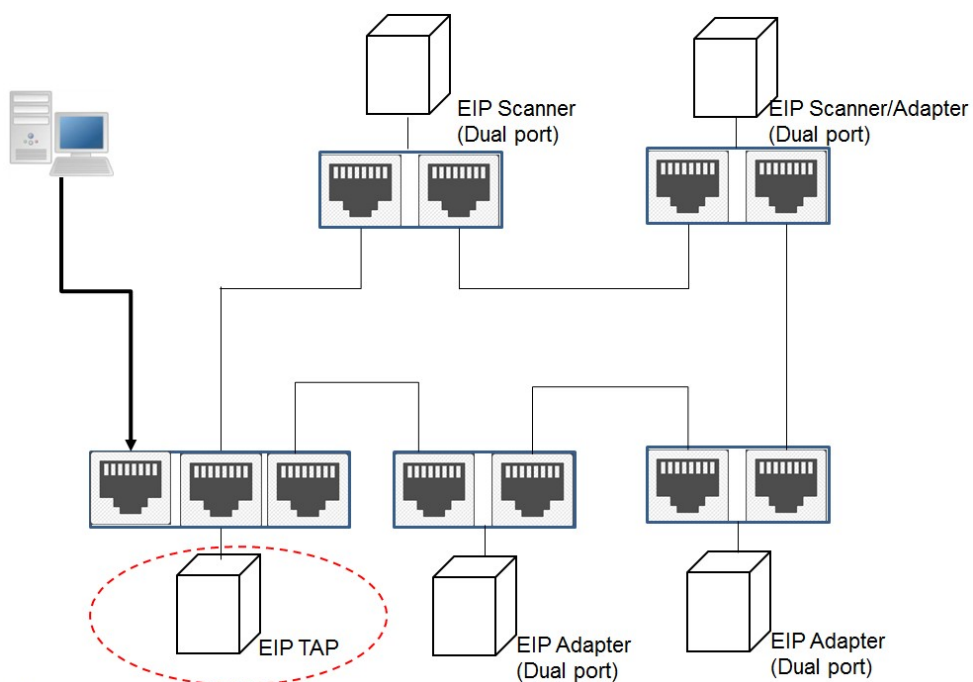 EIP Scanner
(Dual port)
EIP Scanner/Adapter
(Dual port)
EIP TAP
EIP Adapter
(Dual port)
EIP Adapter
(Dual port)